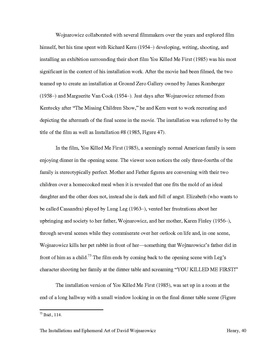 Wojnarowicz collaborated with several filmmakers over the years and explored film
himself, but his time spent with Richard Kern (1954–) developing, writing, shooting, and
installing an exhibition surrounding their short film You Killed Me First (1985) was his most
significant in the context of his installation work. After the movie had been filmed, the two
teamed up to create an installation at Ground Zero Gallery owned by James Romberger
(1958–) and Marguerite Van Cook (1954–). Just days after Wojnarowicz returned from
Kentucky after “The Missing Children Show,” he and Kern went to work recreating and
depicting the aftermath of the final scene in the movie. The installation was referred to by the
title of the film as well as Installation #8 (1985, Figure 47).
In the film, You Killed Me First (1985), a seemingly normal American family is seen
enjoying dinner in the opening scene. The viewer soon notices the only three-fourths of the
family is stereotypically perfect. Mother and Father figures are conversing with their two
children over a homecooked meal when it is revealed that one fits the mold of an ideal
daughter and the other does not, instead she is dark and full of angst. Elizabeth (who wants to
be called Cassandra) played by Lung Leg (1963–), vented her frustrations about her
upbringing and society to her father, Wojnarowicz, and her mother, Karen Finley (1956–),
through several scenes while they commiserate over her outlook on life and, in one scene,
Wojnarowicz kills her pet rabbit in front of her—something that Wojnarowicz’s father did in
front of him as a child.⁷³ The film ends by coming back to the opening scene with Leg’s
character shooting her family at the dinner table and screaming “YOU KILLED ME FIRST!”
The installation version of You Killed Me First (1985), was set up in a room at the
end of a long hallway with a small window looking in on the final dinner table scene (Figure
⁷³ Ibid., 114.
The Installations and Ephemeral Art of David Wojnarowicz Henry, 40